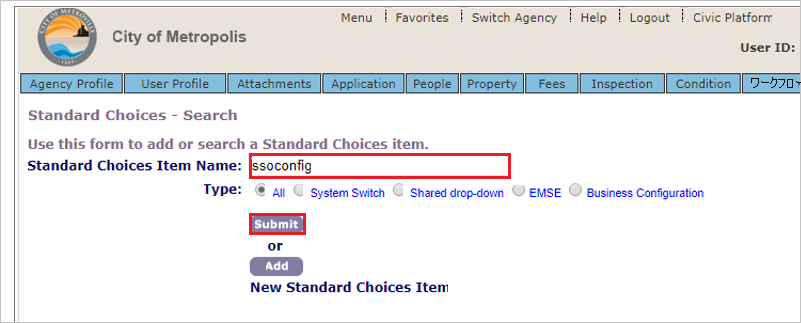 Menu Favorites Switch Agency Help Logout Civic Platform
City of Metropolis
User ID:
Agency Profile User Profile Attachments Application People Property Fees Inspection Condition ワークフロー
Standard Choices - Search
Use this form to add or search a Standard Choices item.
Standard Choices Item Name: ssoconfig
Type: All System Switch Shared drop-down EMSE Business Configuration
Submit
or
Add
New Standard Choices Item